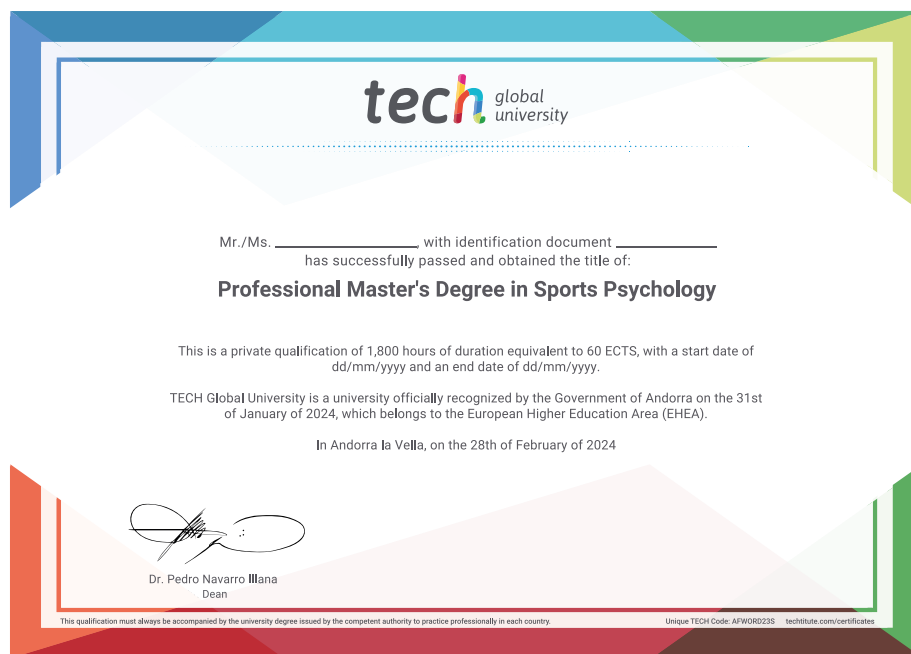 tech global university
Mr./Ms. ____________, with identification document ____________
has successfully passed and obtained the title of:
Professional Master's Degree in Sports Psychology
This is a private qualification of 1,800 hours of duration equivalent to 60 ECTS, with a start date of
dd/mm/yyyy and an end date of dd/mm/yyyy.
TECH Global University is a university officially recognized by the Government of Andorra on the 31st
of January of 2024, which belongs to the European Higher Education Area (EHEA).
In Andorra la Vella, on the 28th of February of 2024
Dr. Pedro Navarro Illana
Dean
This qualification must always be accompanied by the university degree issued by the competent authority to practice professionally in each country.
Unique TECH Code: AFWORD23S techtitute.com/certificates